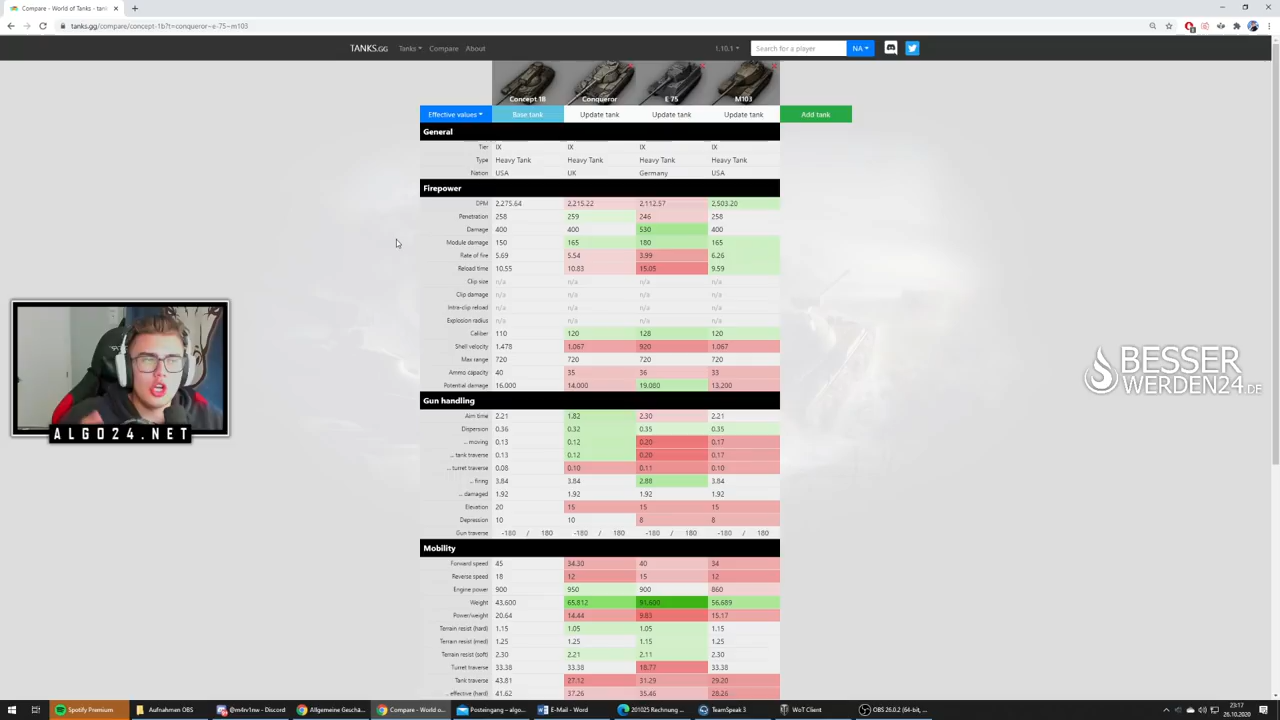 Compare - World of Tanks - tank
tanks.gg/compare/concept-1b?t=conqueror~e-75~m103
TANKS.GG Tanks Compare About 1.10.1 Search for a player NA
Concept 1B Conqueror E 75 M103
Effective values Base tank Update tank Update tank Update tank Add tank
General
Tier IX IX IX IX
Type Heavy Tank Heavy Tank Heavy Tank Heavy Tank
Nation USA UK Germany USA
Firepower
DPM 2,275.64 2,215.22 2,112.57 2,503.20
Penetration 258 259 246 258
Damage 400 400 530 400
Module damage 150 165 180 165
Rate of fire 5.69 5.54 3.99 6.26
Reload time 10.55 10.83 15.05 9.59
Clip size n/a n/a n/a n/a
Clip damage n/a n/a n/a n/a
Intra-clip reload n/a n/a n/a n/a
Explosion radius n/a n/a n/a n/a
Caliber 110 120 128 120
Shell velocity 1,478 1,067 920 1,067
Max range 720 720 720 720
Ammo capacity 40 35 36 33
Potential damage 16,000 14,000 19,080 13,200
Gun handling
Aim time 2.21 1.82 2.30 2.21
Dispersion 0.36 0.32 0.35 0.35
... moving 0.13 0.12 0.20 0.17
... tank traverse 0.13 0.12 0.20 0.17
... turret traverse 0.08 0.10 0.11 0.10
... firing 3.84 3.84 2.88 3.84
... damaged 1.92 1.92 1.92 1.92
Elevation 20 15 15 15
Depression 10 10 8 8
Gun traverse -180 / 180 -180 / 180 -180 / 180 -180 / 180
Mobility
Forward speed 45 34.30 40 34
Reverse speed 18 12 15 12
Engine power 900 950 900 860
Weight 43,600 65,812 91,600 56,689
Power/weight 20.64 14.44 9.83 15.17
Terrain resist (hard) 1.15 1.05 1.05 1.15
Terrain resist (med) 1.25 1.25 1.15 1.25
Terrain resist (soft) 2.30 2.21 2.11 2.30
Turret traverse 33.38 33.38 18.77 33.38
Tank traverse 43.81 27.12 31.29 29.20
... effective (hard) 41.62 37.26 35.46 28.26
ALGO24.NET
BESSER
WERDEN24.DE
Spotify Premium Aufnahmen OBS @m4rv1nw - Discord Allgemeine Geschä... Compare - World o... Posteingang – algo... E-Mail - Word 201025 Rechnung ... TeamSpeak 3 WoT Client OBS 26.0.2 (64-bit, ...
23:17
26.10.2020